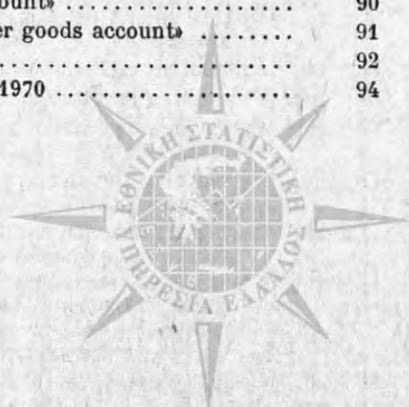 ount» .................... 90
er goods account» ........ 91
.................... 92
1970 .................... 94
ΕΘΝΙΚΗ ΣΤΑΤΙΣΤΙΚΗ
ΥΠΗΡΕΣΙΑ ΕΛΛΑΔΟΣ